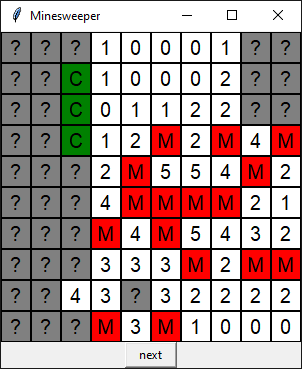 Minesweeper
? ? ? 1 0 0 0 1 ? ?
? ? C 1 0 0 0 2 ? ?
? ? C 0 1 1 2 2 ? ?
? ? C 1 2 M 2 M 4 M
? ? ? 2 M 5 5 4 M 2
? ? ? 4 M M M M 2 1
? ? ? M 4 M 5 4 3 2
? ? ? 3 3 3 M 2 M M
? ? 4 3 ? 3 2 2 2 2
? ? ? M 3 M 1 0 0 0
next